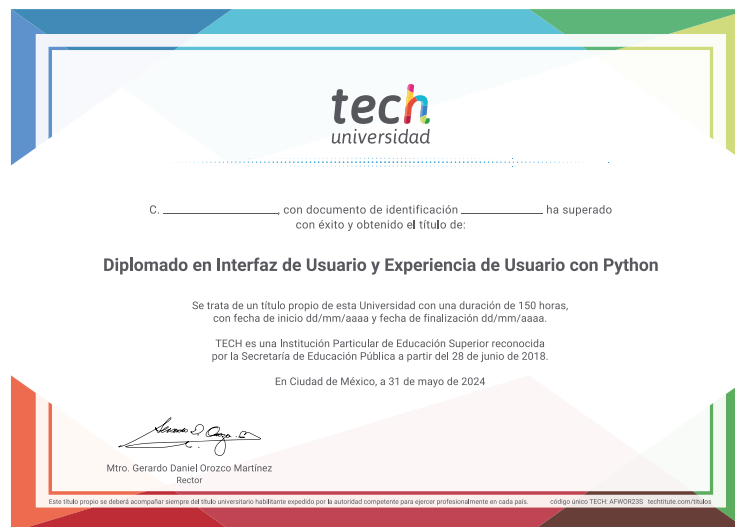 tech
universidad
C. ____________________, con documento de identificación ______________ ha superado
con éxito y obtenido el título de:
Diplomado en Interfaz de Usuario y Experiencia de Usuario con Python
Se trata de un título propio de esta Universidad con una duración de 150 horas,
con fecha de inicio dd/mm/aaaa y fecha de finalización dd/mm/aaaa.
TECH es una Institución Particular de Educación Superior reconocida
por la Secretaría de Educación Pública a partir del 28 de junio de 2018.
En Ciudad de México, a 31 de mayo de 2024
Mtro. Gerardo Daniel Orozco Martínez
Rector
Este título propio se deberá acompañar siempre del título universitario habilitante expedido por la autoridad competente para ejercer profesionalmente en cada país. código único TECH: AFWOR23S techtitute.com/titulos